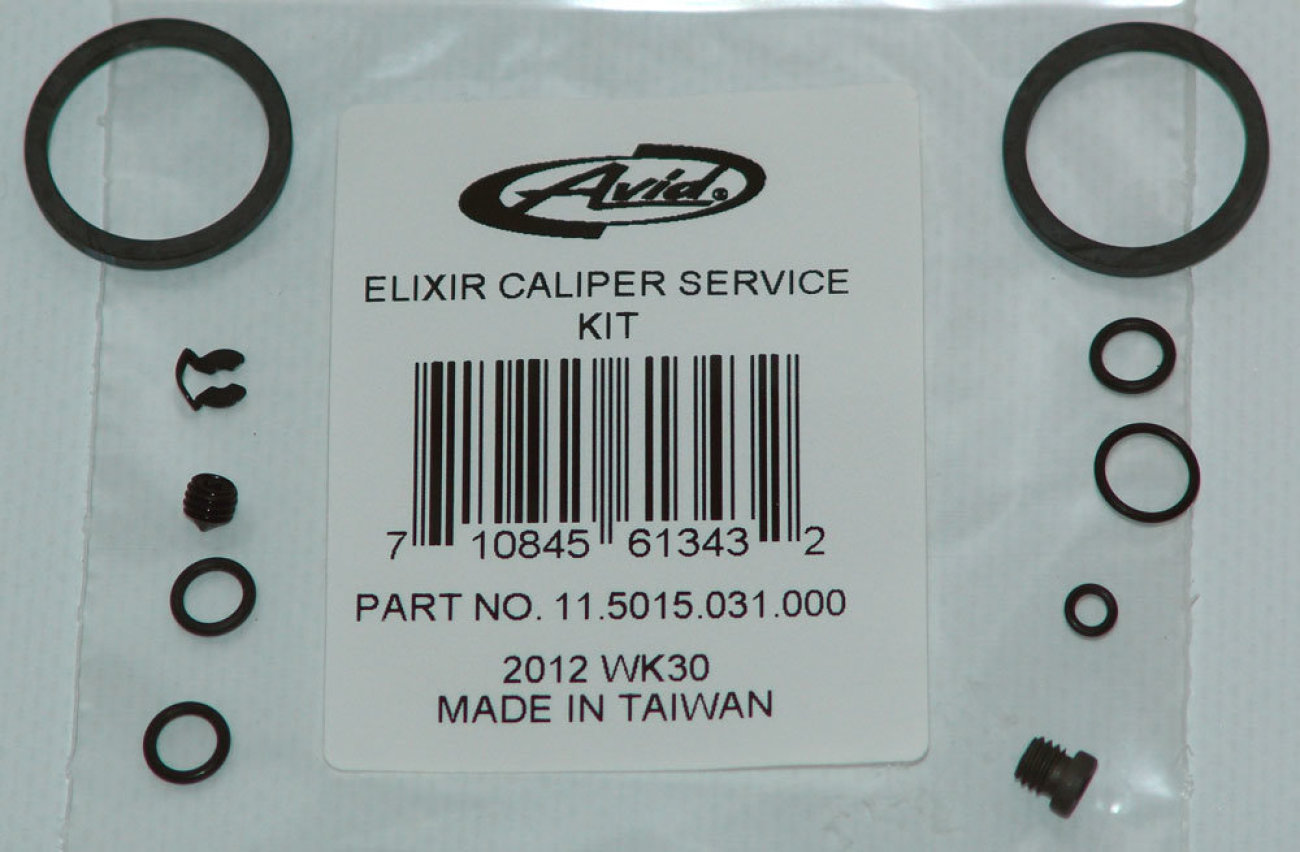 Avid®
ELIXIR CALIPER SERVICE
KIT
7 10845 61343 2
PART NO. 11.5015.031.000
2012 WK30
MADE IN TAIWAN